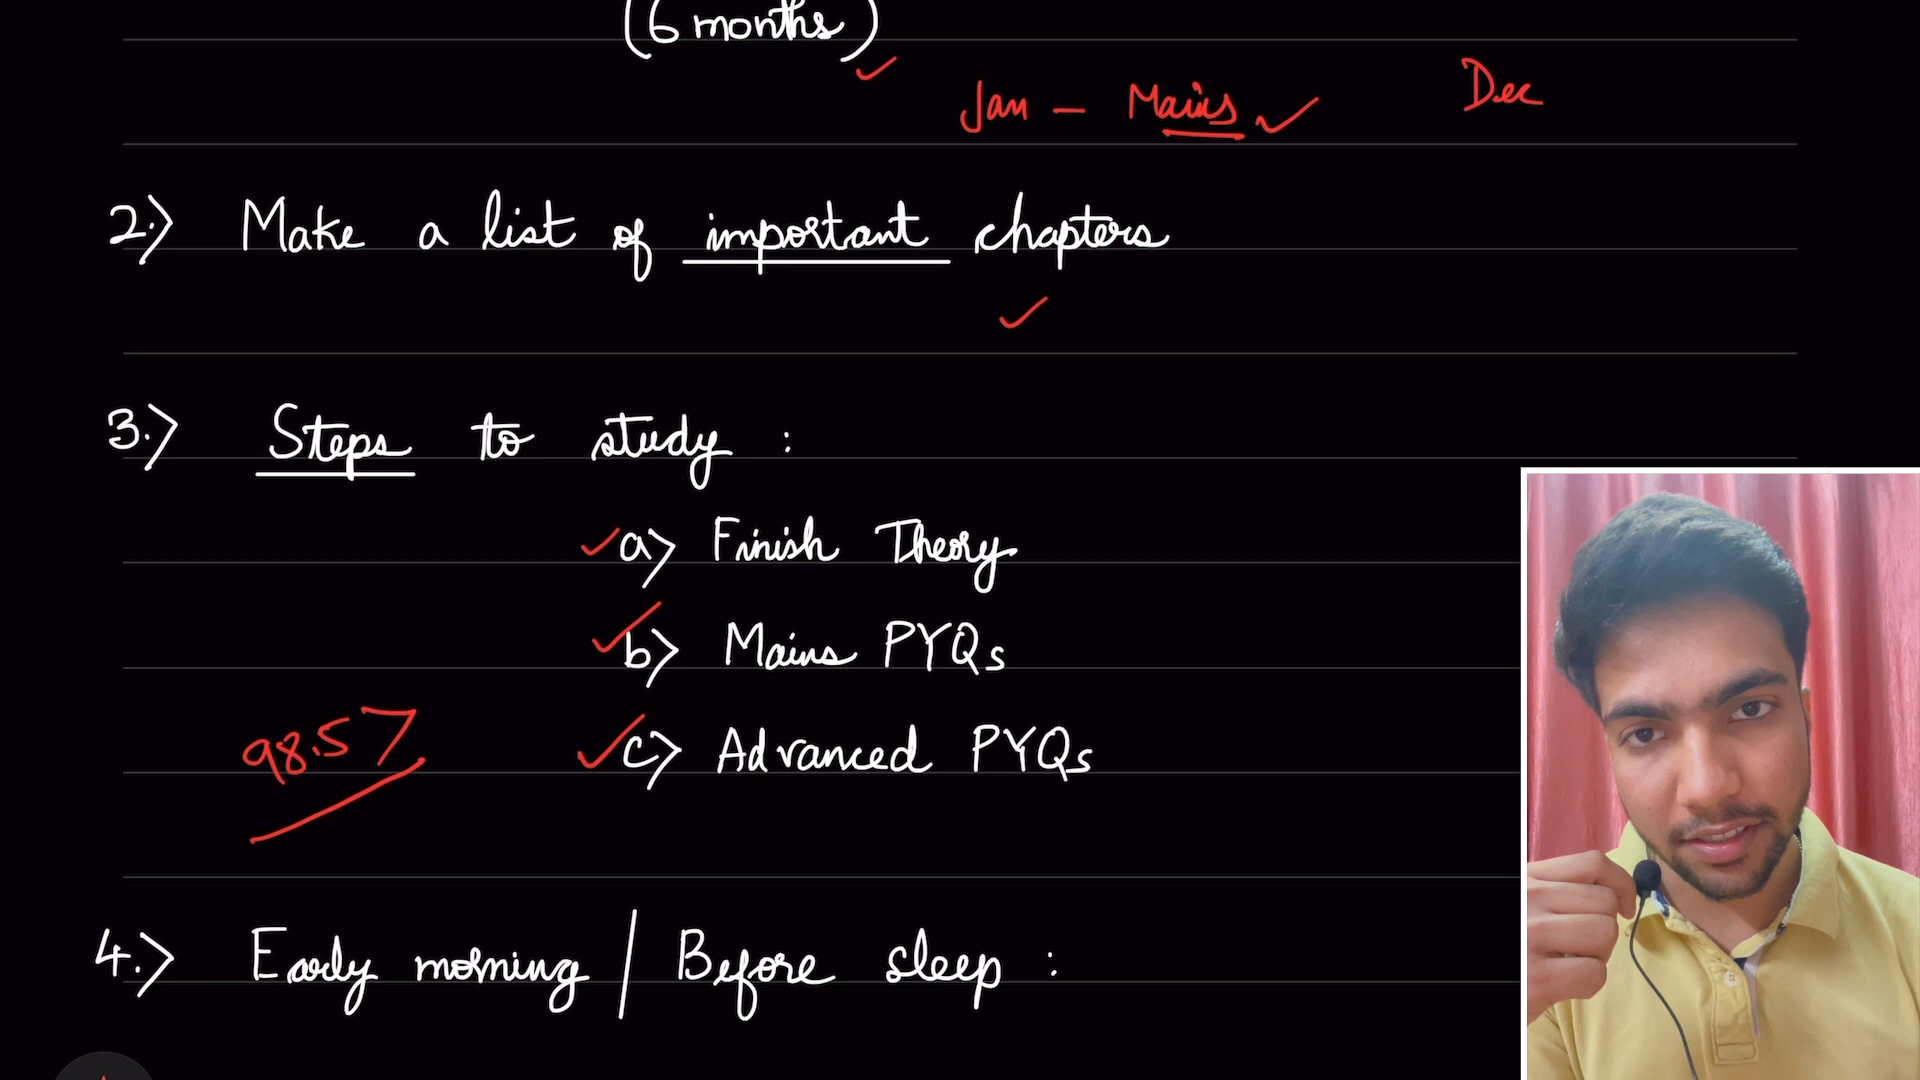 (6 months)
Jan - Mains Dec
2.) Make a list of important chapters
3.) Steps to study :
a) Finish Theory
b) Mains PYQs
98.57
c) Advanced PYQs
4.) Early morning / Before sleep :